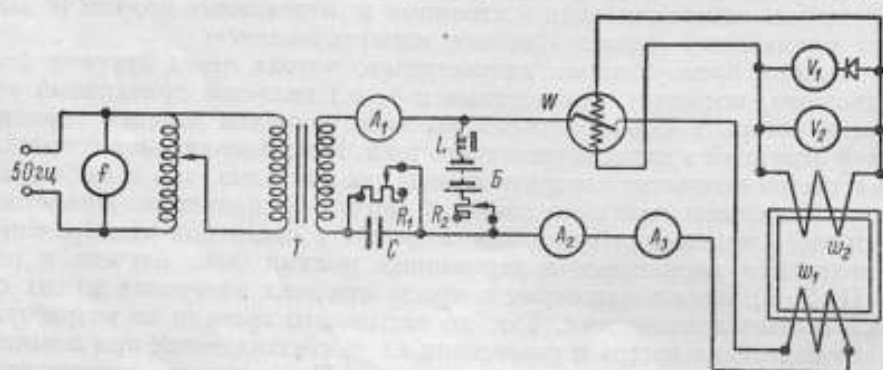 W
V₁
A₁
L
V₂
50гц
f
Б
R₁
R₂
T
C
A₂
A₃
w₂
w₁